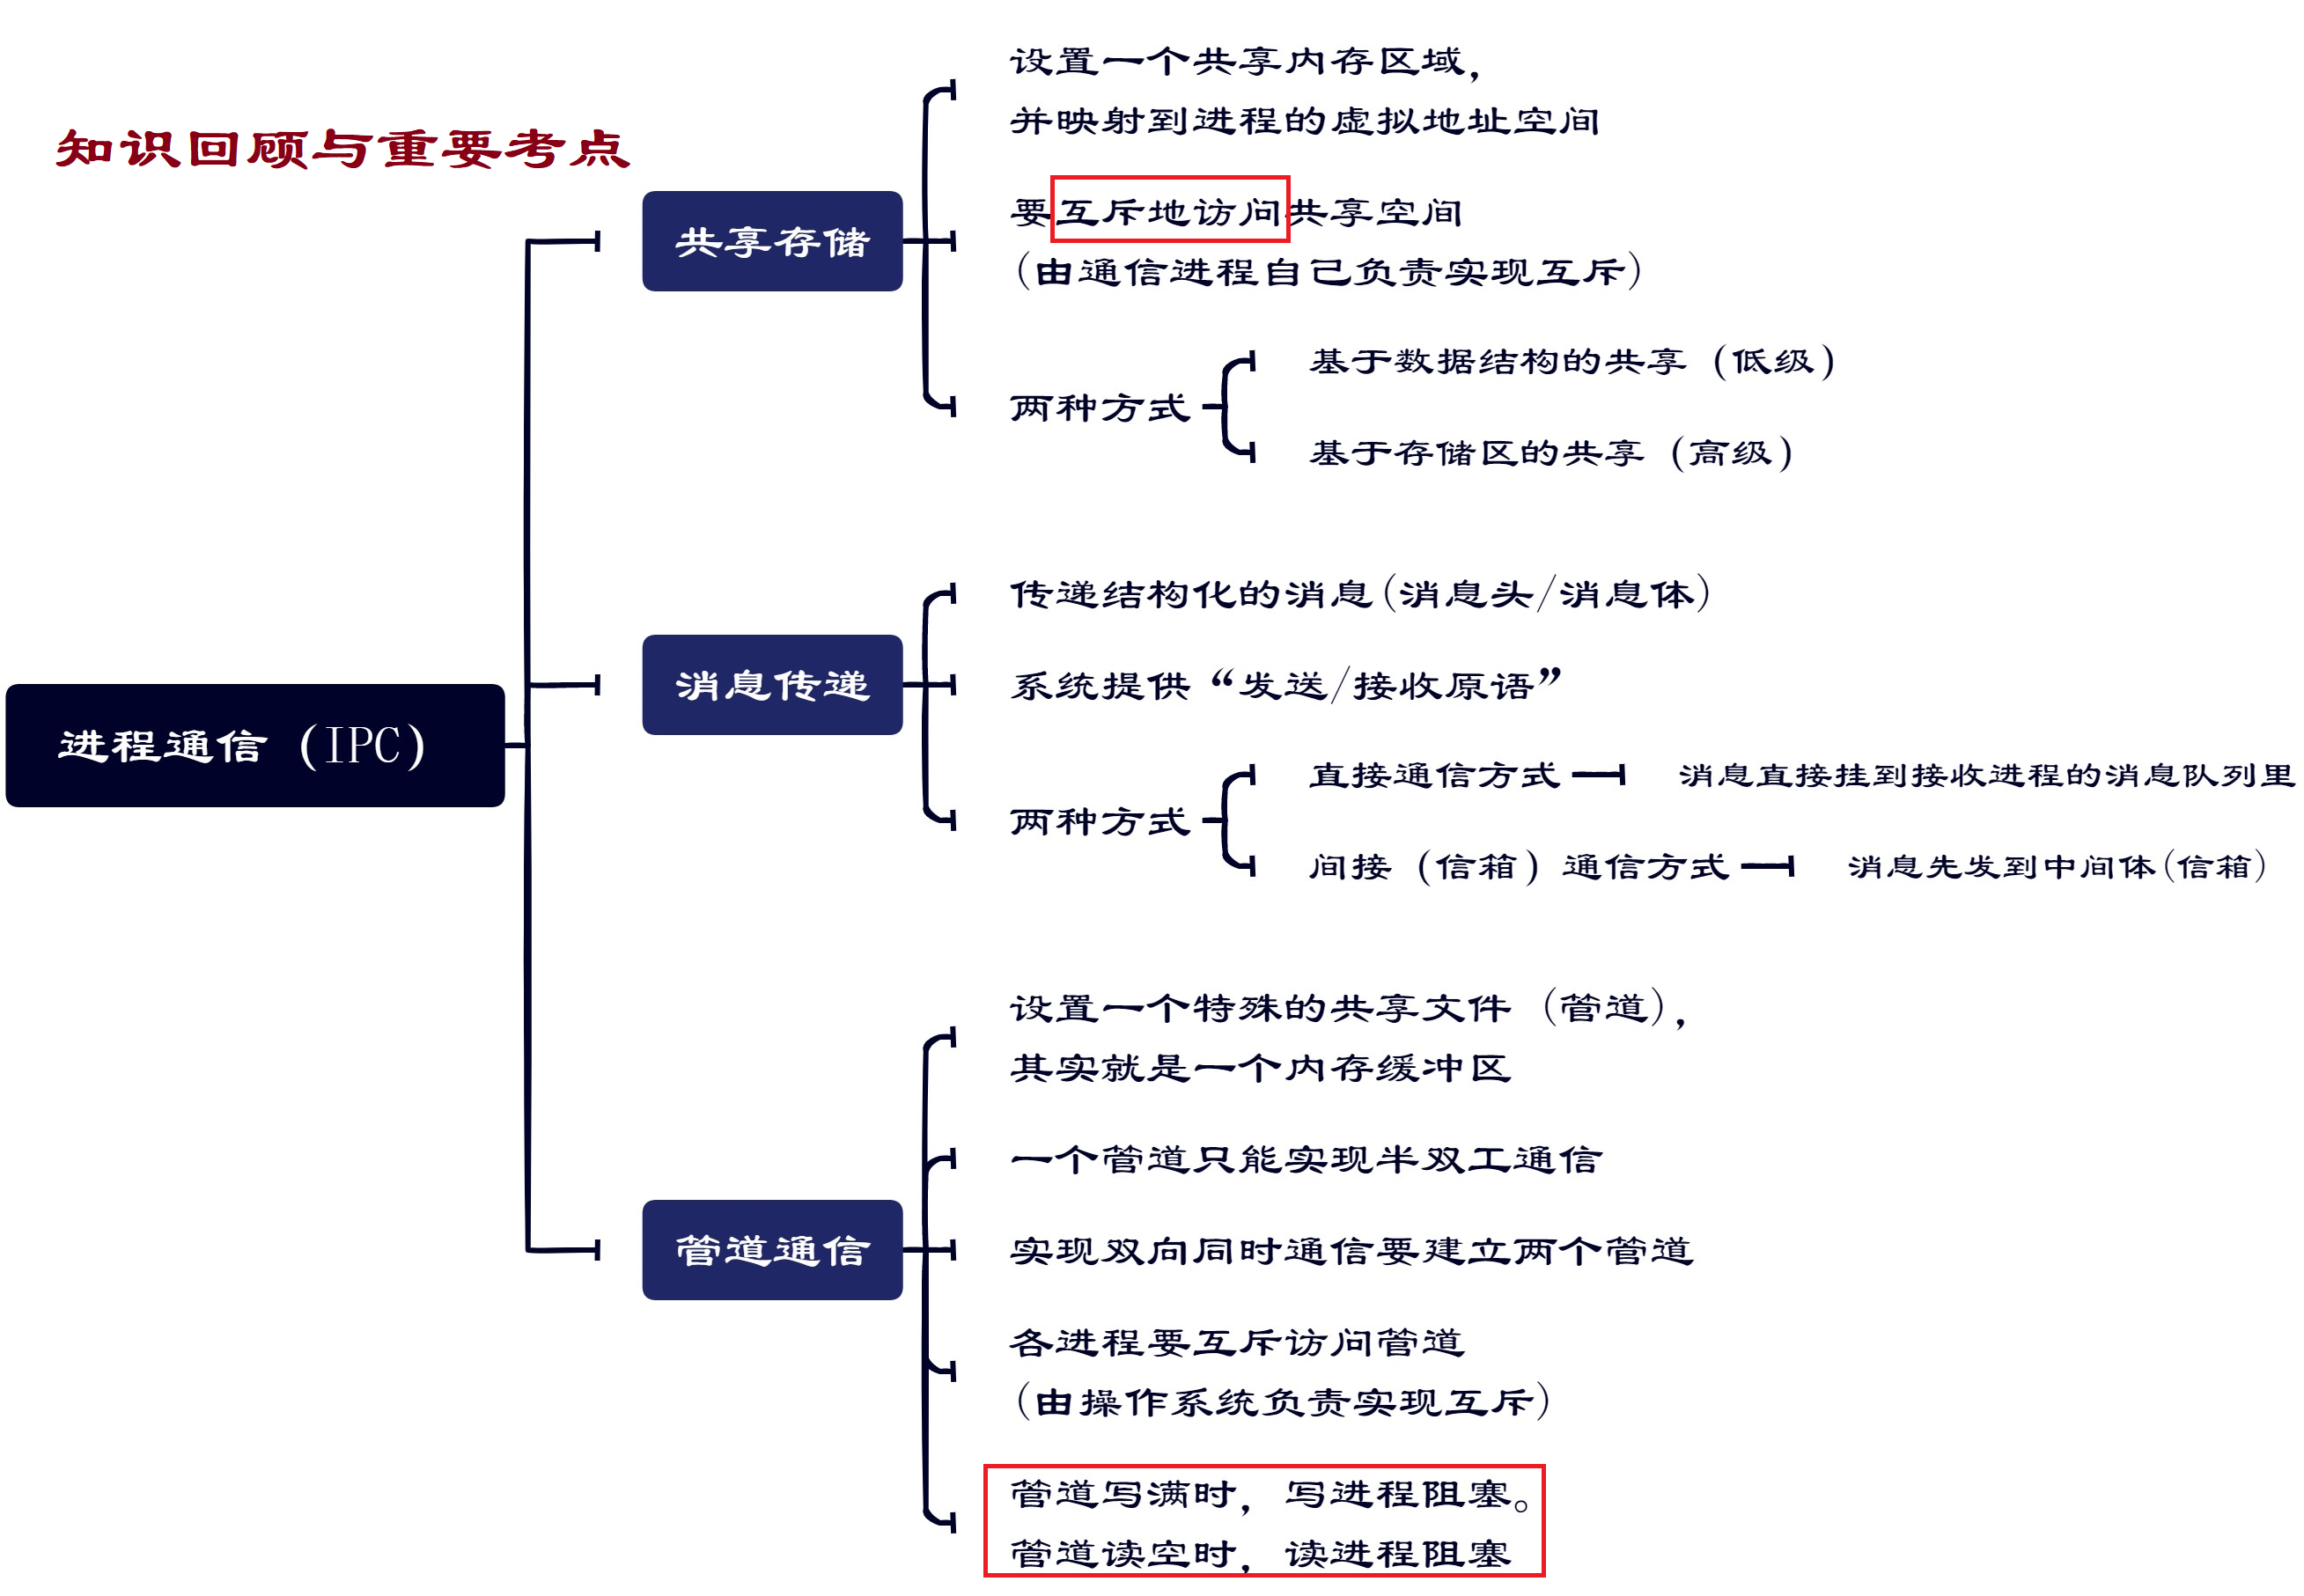 知识回顾与重要考点
进程通信（IPC）
共享存储
设置一个共享内存区域，
并映射到进程的虚拟地址空间
要互斥地访问共享空间
（由通信进程自己负责实现互斥）
两种方式
基于数据结构的共享（低级）
基于存储区的共享（高级）
消息传递
传递结构化的消息(消息头/消息体)
系统提供“发送/接收原语”
两种方式
直接通信方式
消息直接挂到接收进程的消息队列里
间接（信箱）通信方式
消息先发到中间体(信箱)
管道通信
设置一个特殊的共享文件（管道），
其实就是一个内存缓冲区
一个管道只能实现半双工通信
实现双向同时通信要建立两个管道
各进程要互斥访问管道
（由操作系统负责实现互斥）
管道写满时，写进程阻塞。
管道读空时，读进程阻塞